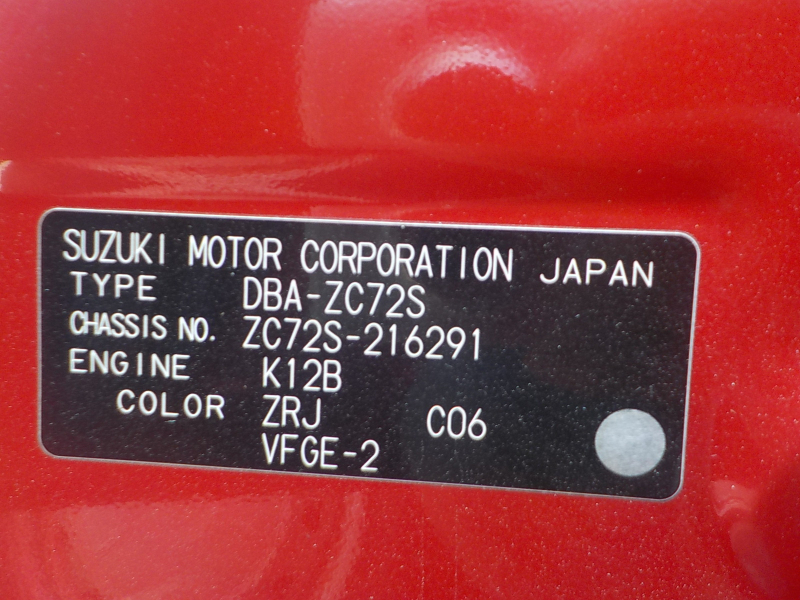 SUZUKI MOTOR CORPORATION JAPAN
TYPE DBA-ZC72S
CHASSIS NO. ZC72S-216291
ENGINE K12B
COLOR ZRJ C06
VFGE-2